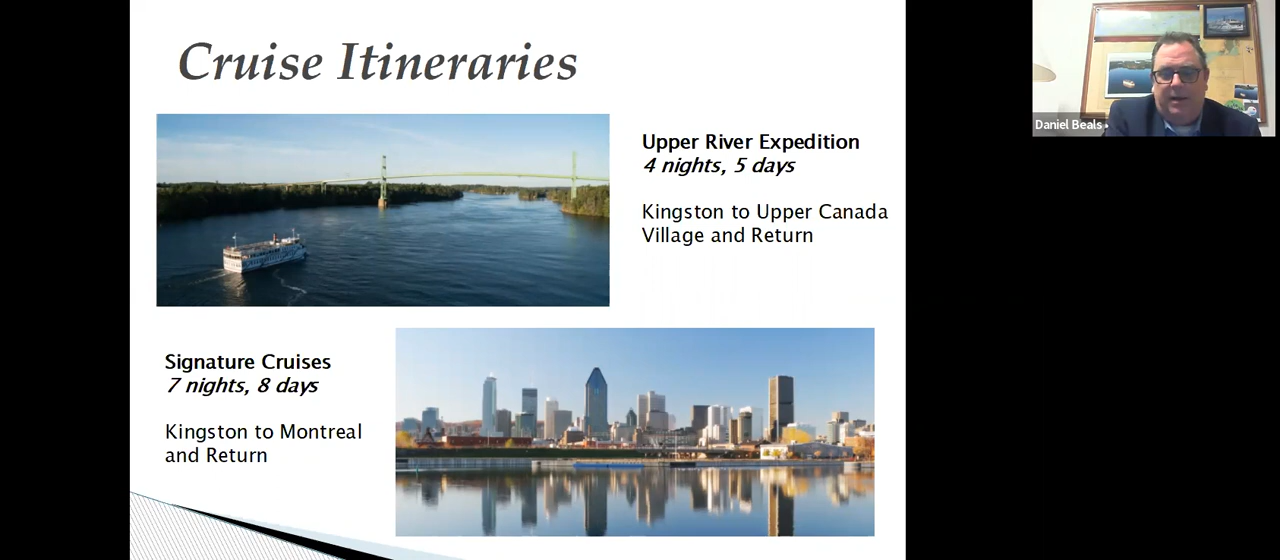 Cruise Itineraries
Upper River Expedition
4 nights, 5 days
Kingston to Upper Canada
Village and Return
Signature Cruises
7 nights, 8 days
Kingston to Montreal
and Return
Daniel Beals